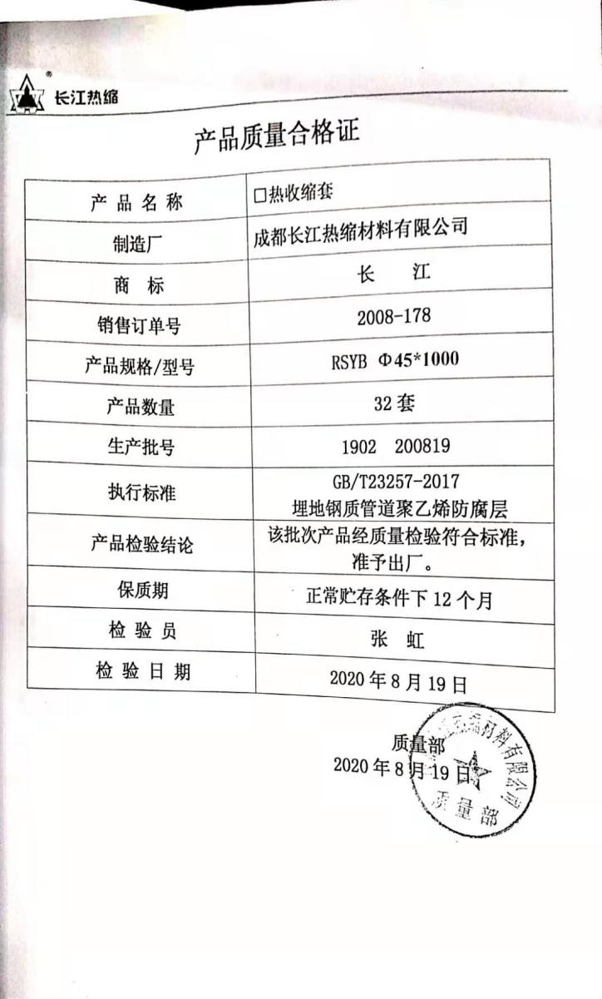 ®
长江热缩
产品质量合格证
产品名称 □热收缩套
制造厂 成都长江热缩材料有限公司
商 标 长 江
销售订单号 2008-178
产品规格/型号 RSYB Φ45*1000
产品数量 32 套
生产批号 1902 200819
执行标准 GB/T23257-2017
埋地钢质管道聚乙烯防腐层
产品检验结论 该批次产品经质量检验符合标准，
准予出厂。
保质期 正常贮存条件下 12 个月
检 验 员 张 虹
检 验 日 期 2020 年 8 月 19 日
质量部
2020 年 8 月 19 日
材料有限公司
质量部